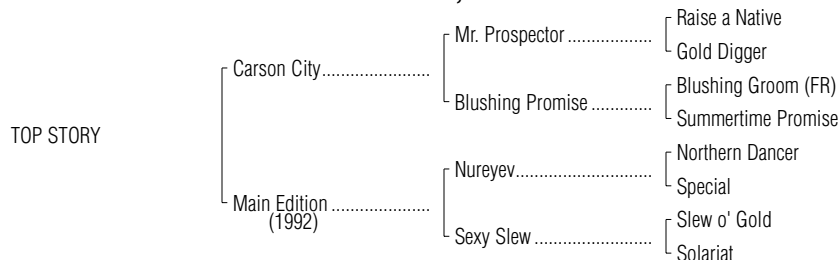 Raise a Native
Mr. Prospector ..................
Gold Digger
Carson City......................
Blushing Groom (FR)
Blushing Promise .............
Summertime Promise
TOP STORY
Northern Dancer
Nureyev...........................
Special
Main Edition ....................
(1992)
Slew o' Gold
Sexy Slew .......................
Solariat